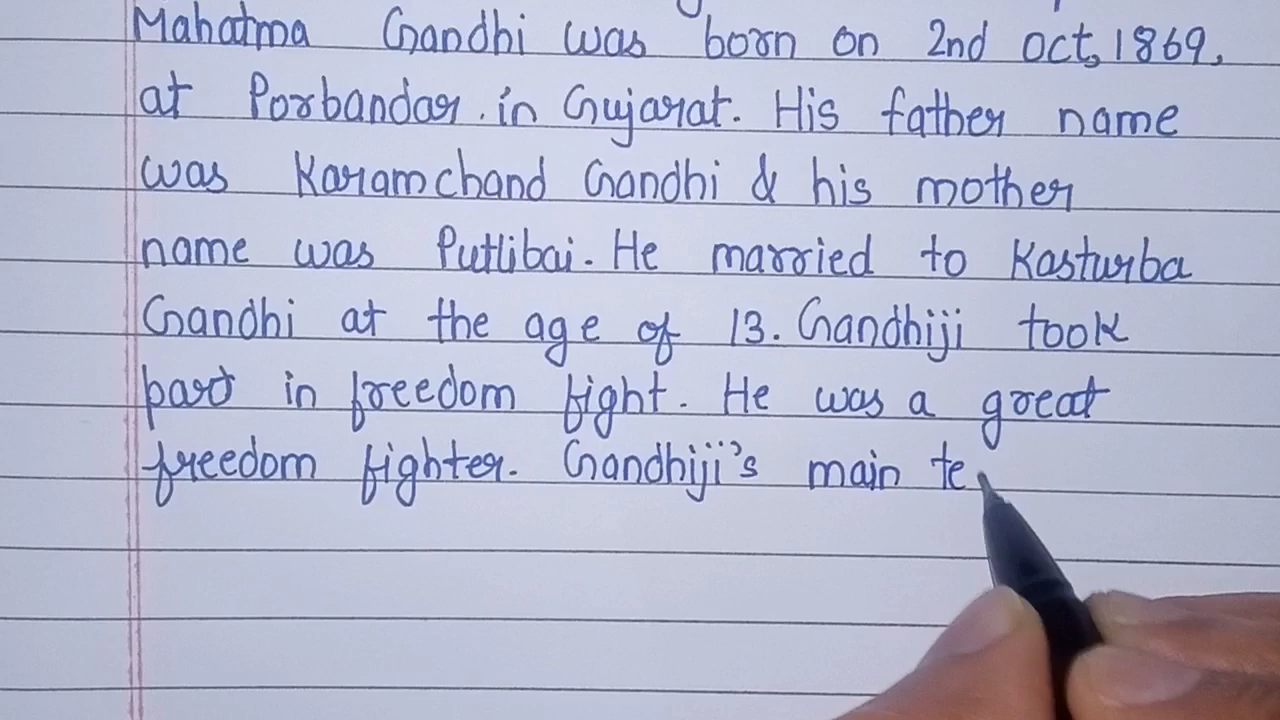 Mahatma Gandhi was born on 2nd oct, 1869,
at Porbandar. in Gujarat. His father name
was Karamchand Gandhi & his mother
name was Putlibai. He married to Kasturba
Gandhi at the age of 13. Gandhiji took
part in freedom fight. He was a great
freedom fighter. Gandhiji's main te